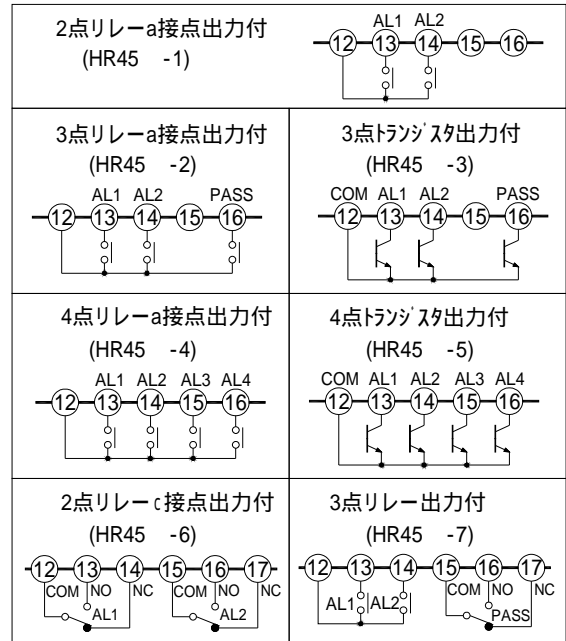 2点リレーa接点出力付
(HR45 -1)
AL1 AL2
12 13 14 15 16
3点リレーa接点出力付
(HR45 -2)
AL1 AL2 PASS
12 13 14 15 16
3点トランジスタ出力付
(HR45 -3)
COM AL1 AL2 PASS
12 13 14 15 16
4点リレーa接点出力付
(HR45 -4)
AL1 AL2 AL3 AL4
12 13 14 15 16
4点トランジスタ出力付
(HR45 -5)
COM AL1 AL2 AL3 AL4
12 13 14 15 16
2点リレーc接点出力付
(HR45 -6)
12 13 14 15 16 17
COM NO NC COM NO NC
AL1 AL2
3点リレー出力付
(HR45 -7)
12 13 14 15 16 17
COM NO NC
AL1 AL2 PASS